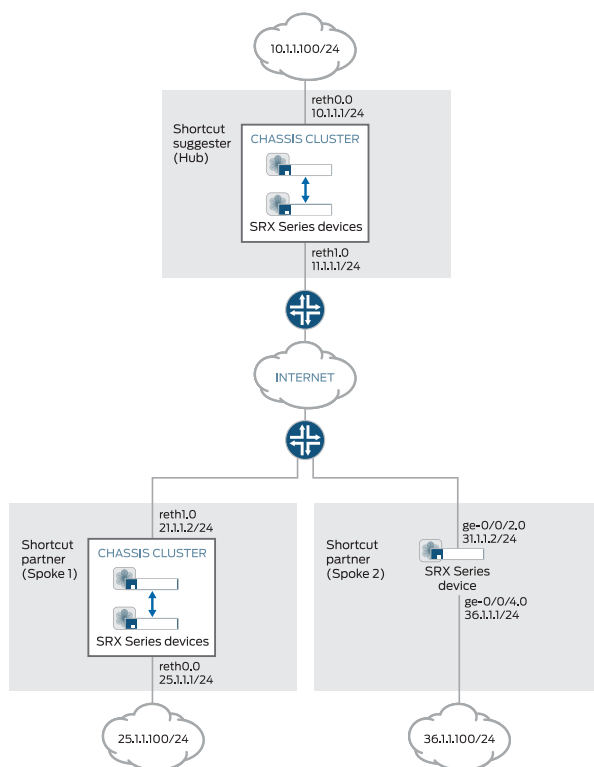 10.1.1.100/24
reth0.0
10.1.1.1/24
Shortcut
suggester
(Hub)
CHASSIS CLUSTER
SRX Series devices
reth1.0
11.1.1.1/24
INTERNET
reth1.0
21.1.1.2/24
Shortcut
partner
(Spoke 1)
CHASSIS CLUSTER
SRX Series devices
reth0.0
25.1.1.1/24
25.1.1.100/24
ge-0/0/2.0
31.1.1.2/24
Shortcut
partner
(Spoke 2)
SRX Series
device
ge-0/0/4.0
36.1.1.1/24
36.1.1.100/24